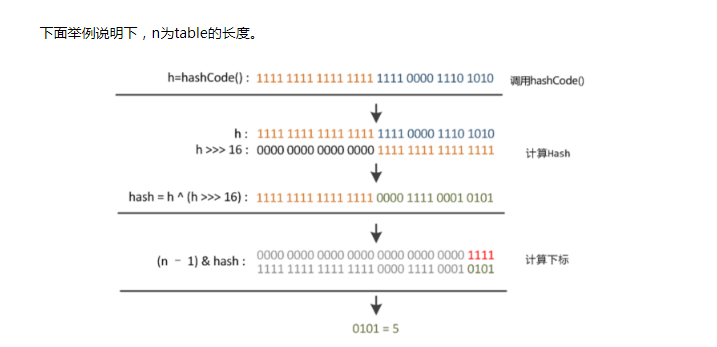 下面举例说明下，n为table的长度。
h=hashCode() : 1111 1111 1111 1111 1111 0000 1110 1010 调用hashCode()
h : 1111 1111 1111 1111 1111 0000 1110 1010
h >>> 16 : 0000 0000 0000 0000 1111 1111 1111 1111 计算Hash
hash = h ^ (h >>> 16) : 1111 1111 1111 1111 0000 1111 0001 0101
(n - 1) & hash : 0000 0000 0000 0000 0000 0000 0000 1111 计算下标
1111 1111 1111 1111 0000 1111 0001 0101
0101 = 5